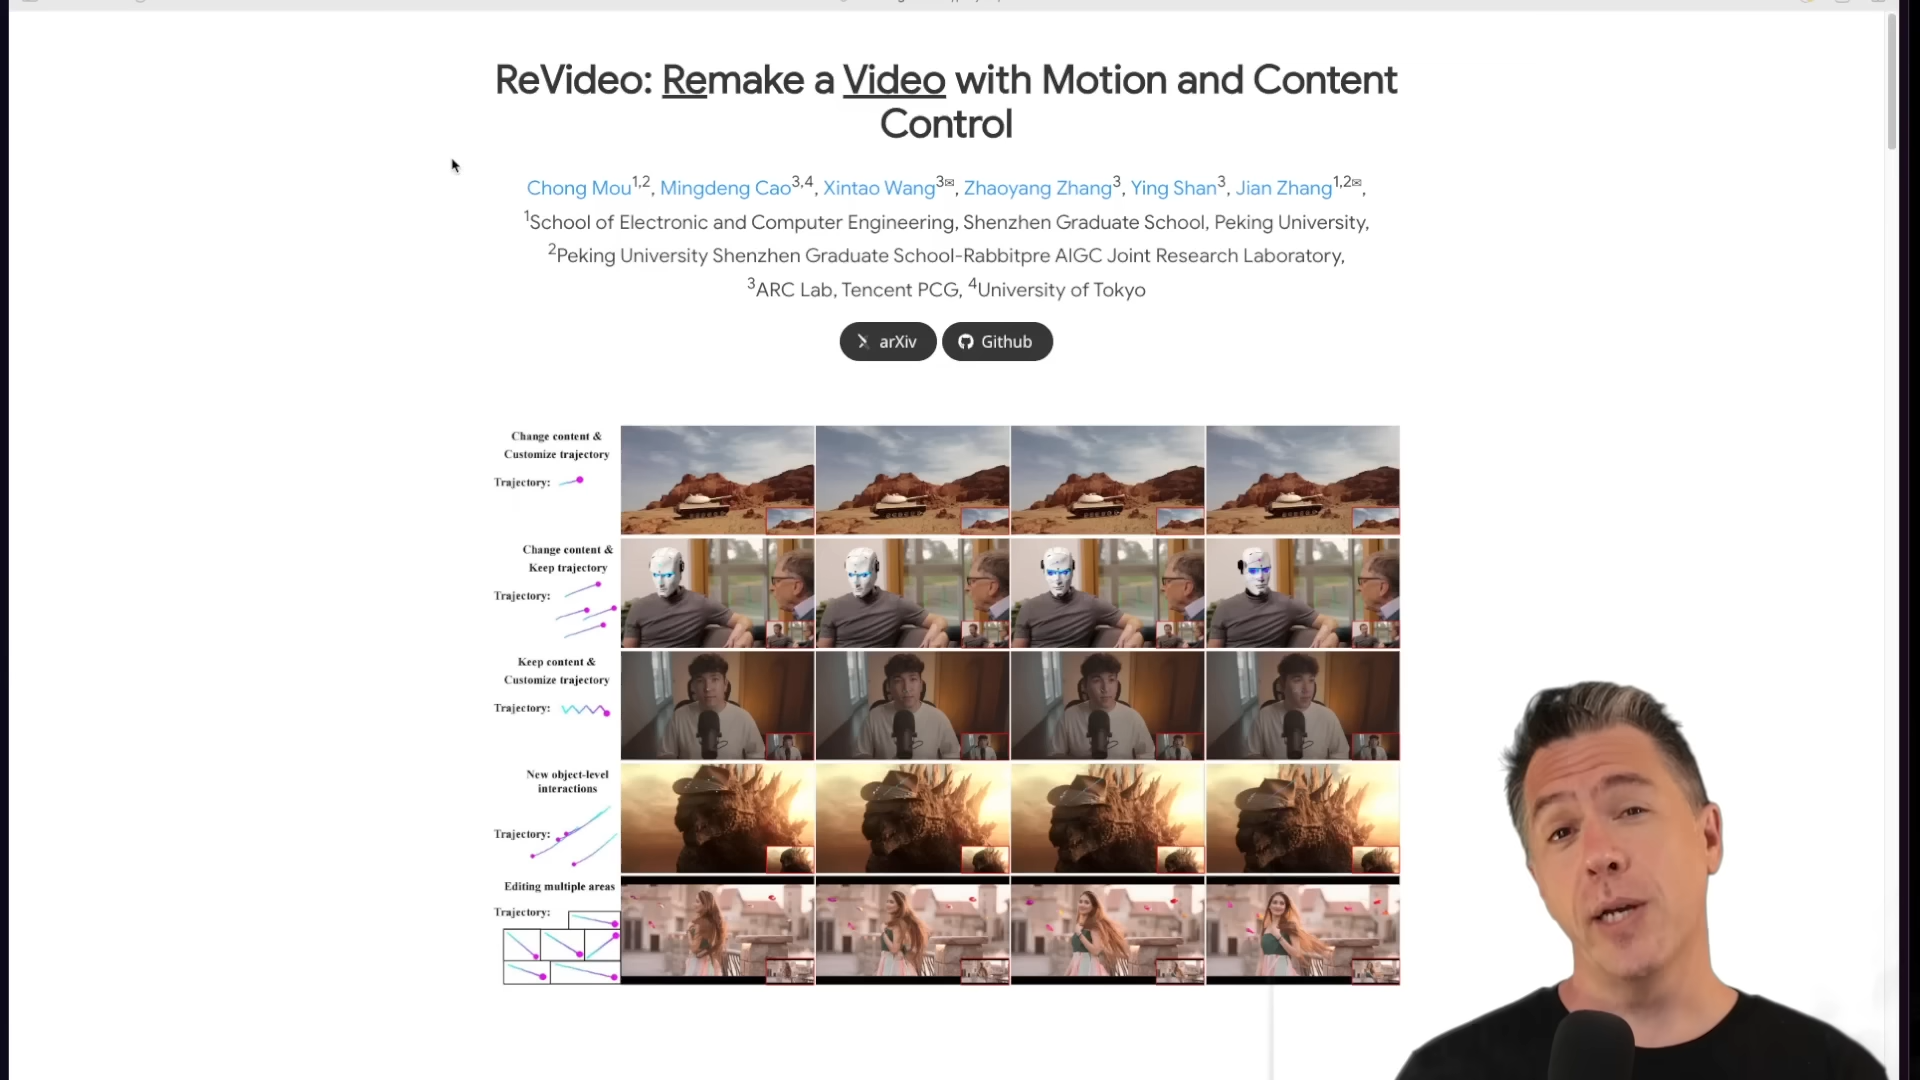 ReVideo: Remake a Video with Motion and Content
Control
Chong Mou1,2, Mingdeng Cao3,4, Xintao Wang3✉, Zhaoyang Zhang3, Ying Shan3, Jian Zhang1,2✉,
1School of Electronic and Computer Engineering, Shenzhen Graduate School, Peking University,
2Peking University Shenzhen Graduate School-Rabbitpre AIGC Joint Research Laboratory,
3ARC Lab, Tencent PCG, 4University of Tokyo
arXiv Github
Change content &
Customize trajectory
Trajectory:
Change content &
Keep trajectory
Trajectory:
Keep content &
Customize trajectory
Trajectory:
New object-level
interactions
Trajectory:
Editing multiple areas
Trajectory: